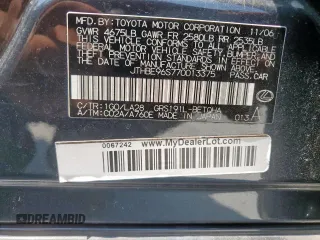 MFD. BY: TOYOTA MOTOR CORPORATION 11/06
GVWR 4675LB GAWR FR 2580LB RR 2535LB
THIS VEHICLE CONFORMS TO ALL APPLICABLE
FEDERAL MOTOR VEHICLE SAFETY, BUMPER, AND
THEFT PREVENTION STANDARDS IN EFFECT ON
THE DATE OF MANUFACTURE SHOWN ABOVE.
JTHBE96S770013375 PASS.CAR
C/TR:1G0/LA28 GRS191L-BETQHA
A/TM:C02A/A760E MADE IN JAPAN
A
0067242
www.MyDealerLot.com
DREAMBID